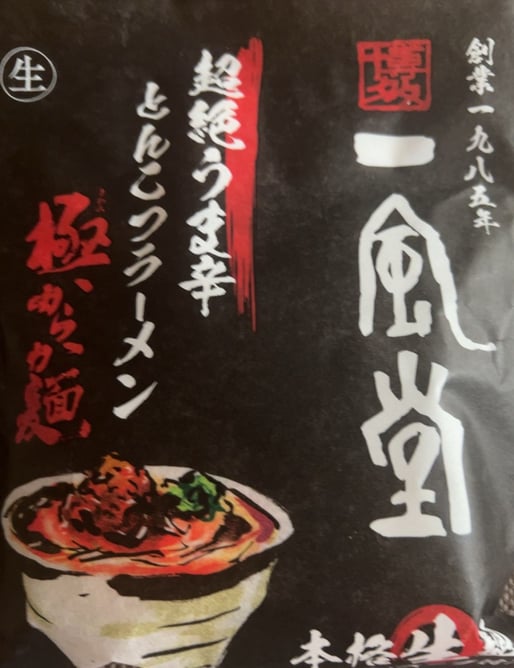 創業一九八五年
博多
一風堂
超絶うま辛
とんこつラーメン
極からか麺
生
本格生